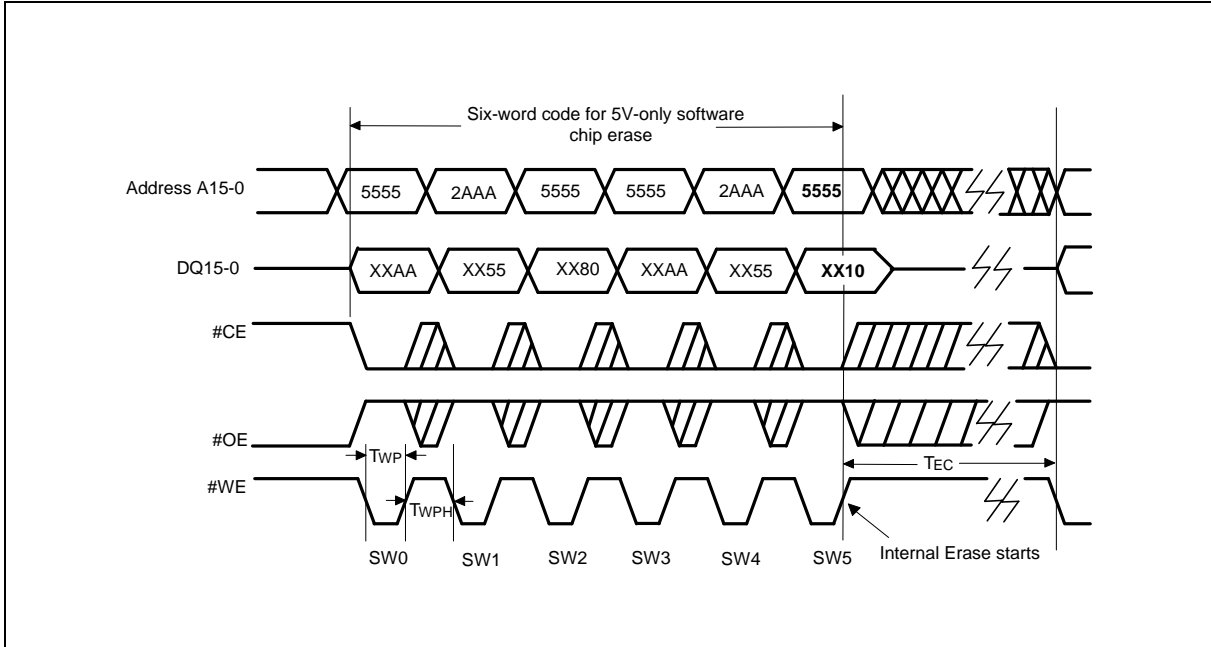 Six-word code for 5V-only software
chip erase
Address A15-0
5555
2AAA
5555
5555
2AAA
5555
DQ15-0
XXAA
XX55
XX80
XXAA
XX55
XX10
#CE
#OE
TWP
TEC
#WE
TWPH
Internal Erase starts
SW0
SW1
SW2
SW3
SW4
SW5